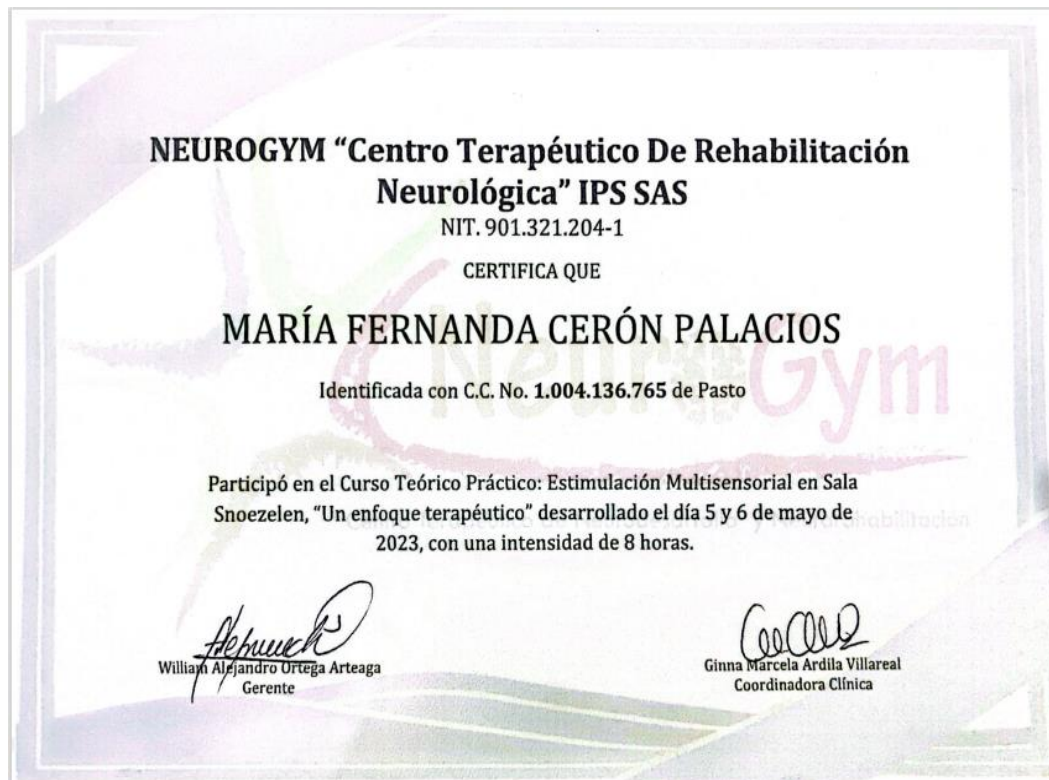 NEUROGYM “Centro Terapéutico De Rehabilitación
Neurológica” IPS SAS
NIT. 901.321.204-1
CERTIFICA QUE
MARÍA FERNANDA CERÓN PALACIOS
NeuroGym
Identificada con C.C. No. 1.004.136.765 de Pasto
Participó en el Curso Teórico Práctico: Estimulación Multisensorial en Sala
Snoezelen, “Un enfoque terapéutico” desarrollado el día 5 y 6 de mayo de
2023, con una intensidad de 8 horas.
William Alejandro Ortega Arteaga
Gerente
Ginna Marcela Ardila Villareal
Coordinadora Clínica